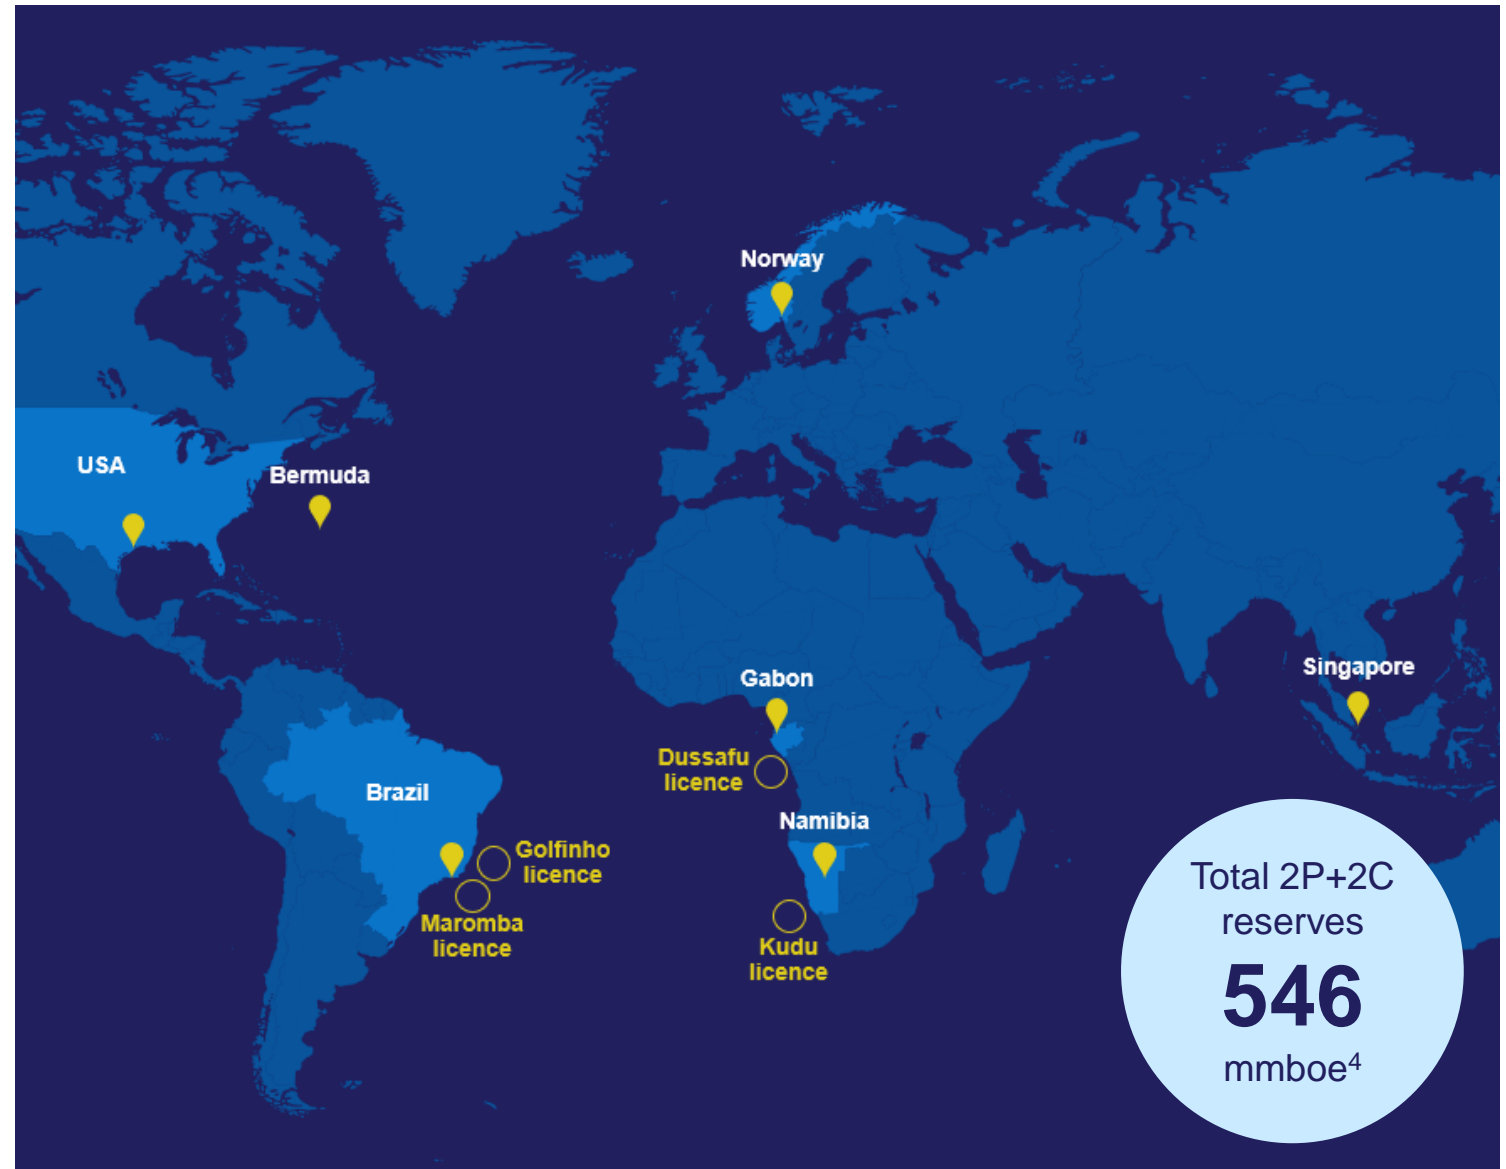 Norway
USA
Bermuda
Gabon
Singapore
Dussafu
licence
Brazil
Namibia
Golfinho
licence
Maromba
licence
Kudu
licence
Total 2P+2C
reserves
546
mmboe⁴